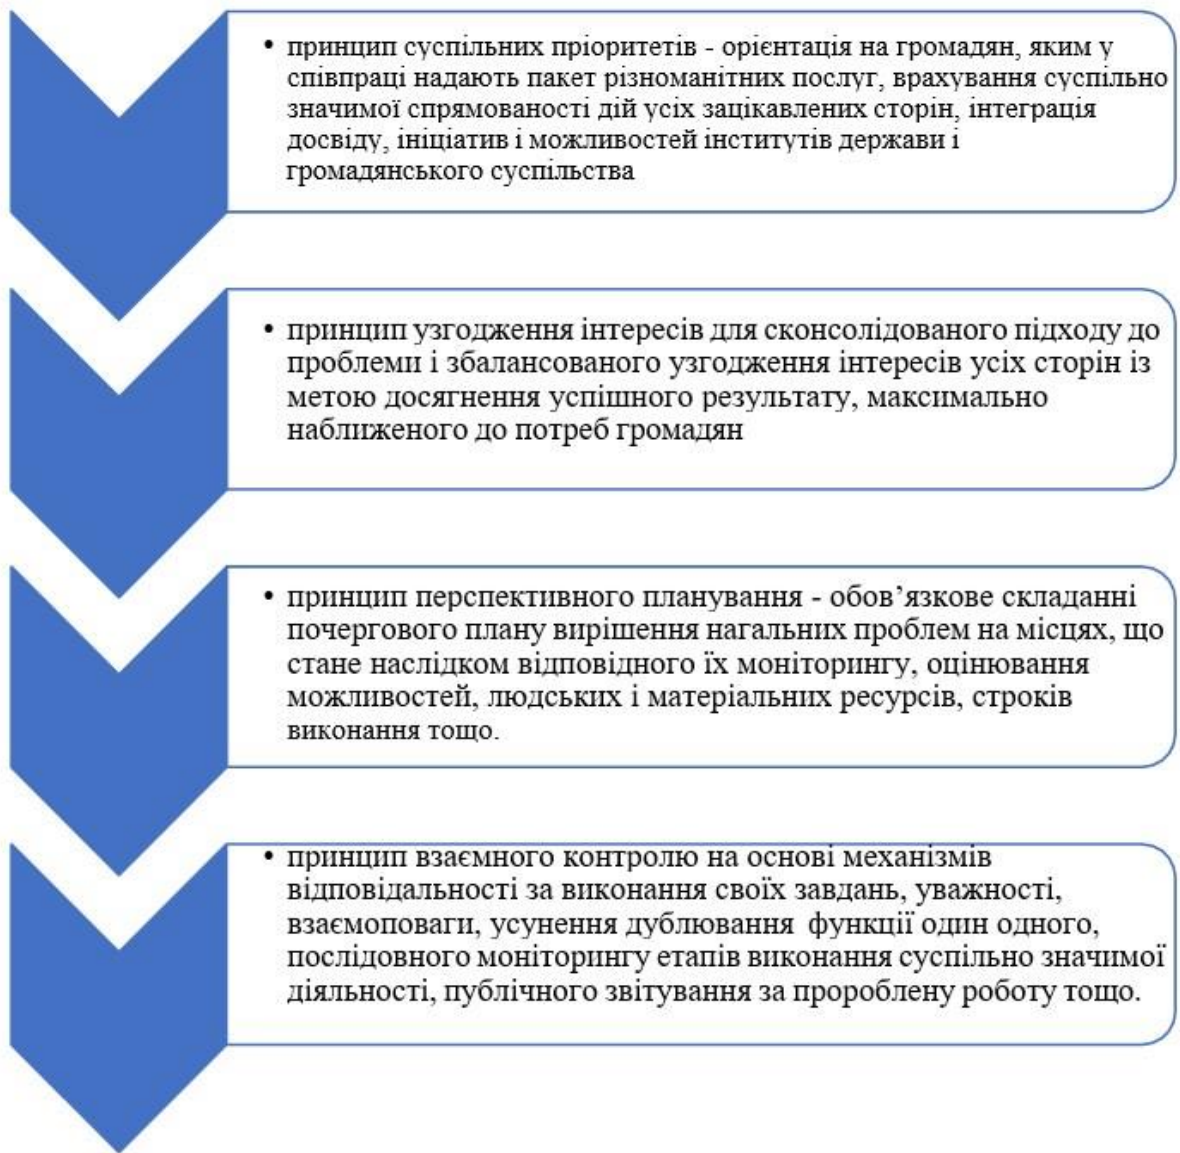 • принцип суспільних пріоритетів - орієнтація на громадян, яким у
співпраці надають пакет різноманітних послуг, врахування суспільно
значимої спрямованості дій усіх зацікавлених сторін, інтеграція
досвіду, ініціатив і можливостей інститутів держави і
громадянського суспільства
• принцип узгодження інтересів для сконсолідованого підходу до
проблеми і збалансованого узгодження інтересів усіх сторін із
метою досягнення успішного результату, максимально
наближеного до потреб громадян
• принцип перспективного планування - обов’язкове складанні
почергового плану вирішення нагальних проблем на місцях, що
стане наслідком відповідного їх моніторингу, оцінювання
можливостей, людських і матеріальних ресурсів, строків
виконання тощо.
• принцип взаємного контролю на основі механізмів
відповідальності за виконання своїх завдань, уважності,
взаємоповаги, усунення дублювання функції один одного,
послідовного моніторингу етапів виконання суспільно значимої
діяльності, публічного звітування за пророблену роботу тощо.